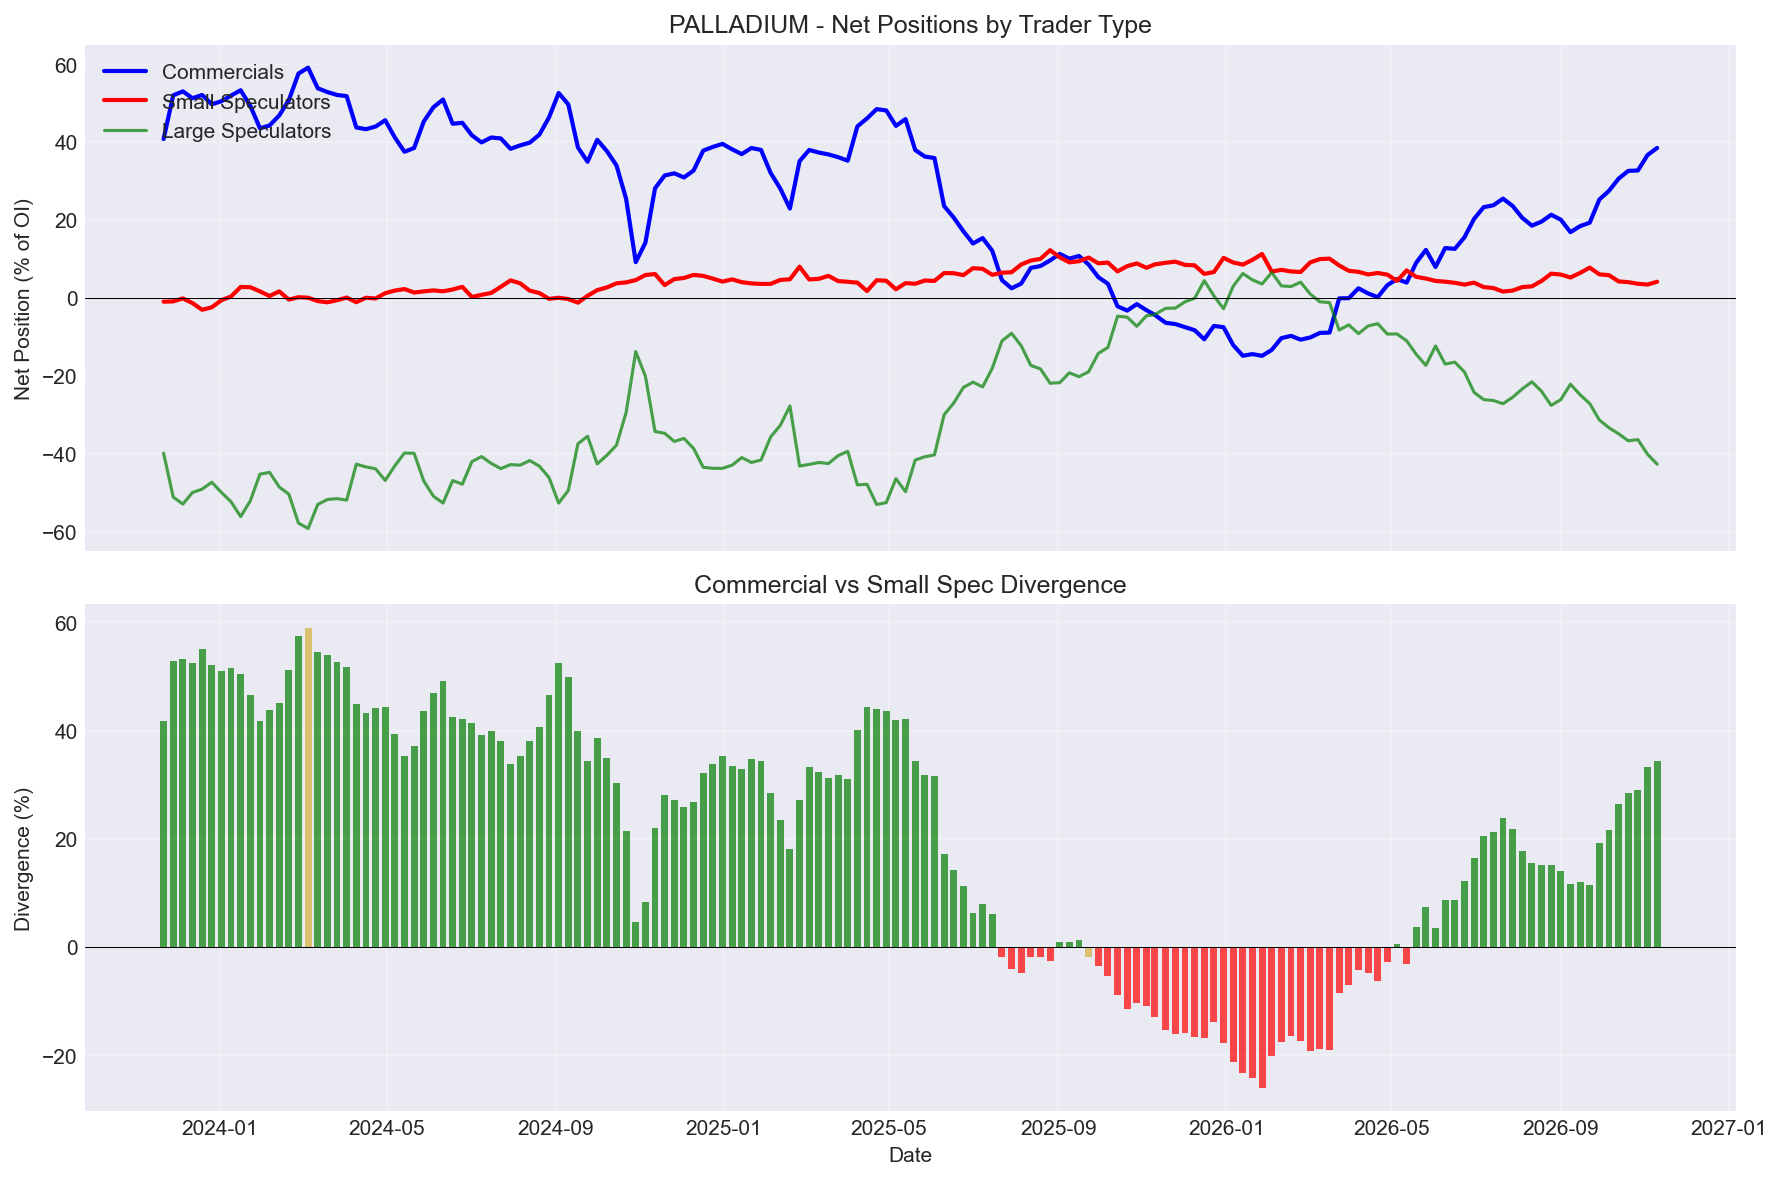 PALLADIUM - Net Positions by Trader Type
Net Position (% of OI)
60
40
20
0
−20
−40
−60
Commercials
Small Speculators
Large Speculators
Commercial vs Small Spec Divergence
Divergence (%)
60
40
20
0
−20
2024-01
2024-05
2024-09
2025-01
2025-05
2025-09
2026-01
2026-05
2026-09
2027-01
Date